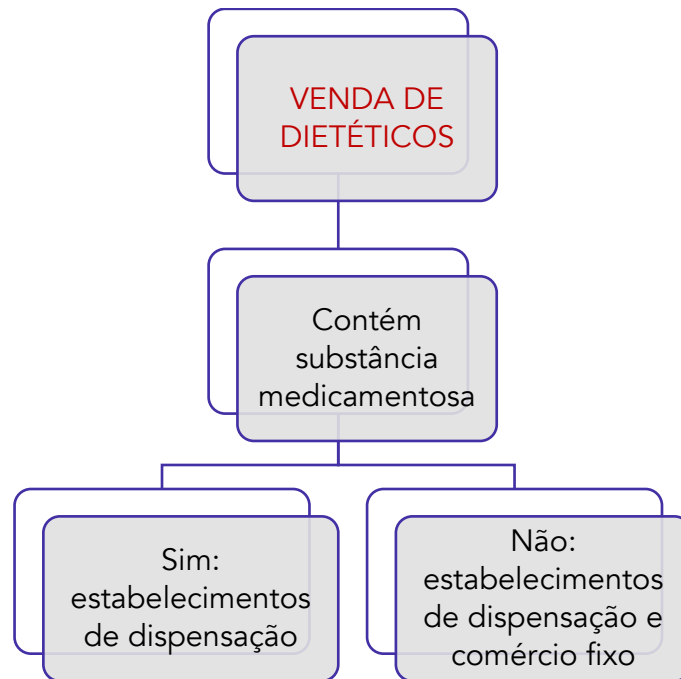 VENDA DE
DIETÉTICOS
Contém
substância
medicamentosa
Sim:
estabelecimentos
de dispensação
Não:
estabelecimentos
de dispensação e
comércio fixo